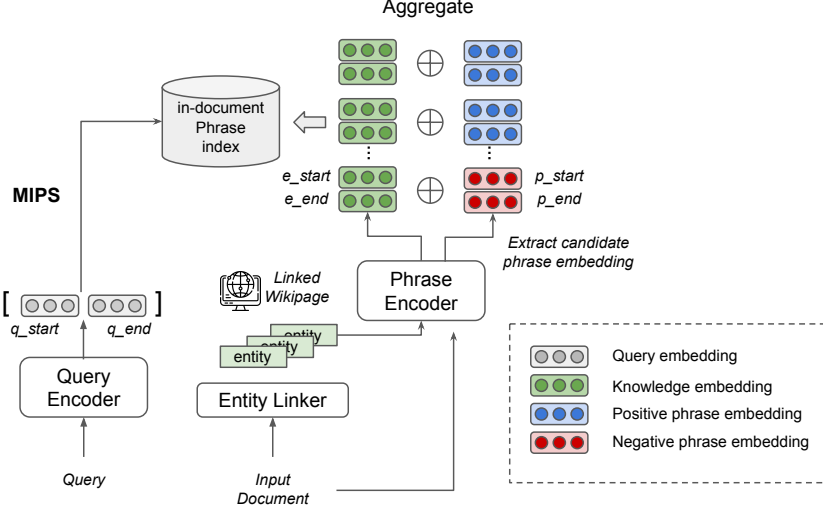 Aggregate
in-document
Phrase
index
e_start
e_end
p_start
p_end
MIPS
Extract candidate
phrase embedding
Linked
Wikipage
Phrase
Encoder
[
]
q_start
q_end
entity
entity
entity
Query
Encoder
Entity Linker
Query
Input
Document
Query embedding
Knowledge embedding
Positive phrase embedding
Negative phrase embedding